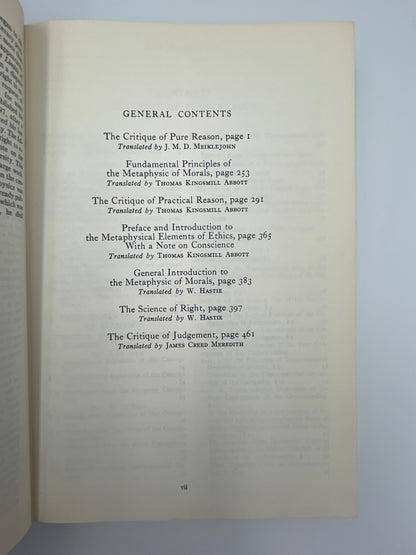 GENERAL CONTENTS
The Critique of Pure Reason, page 1
Translated by J. M. D. MEIKLEJOHN
Fundamental Principles of
the Metaphysic of Morals, page 253
Translated by THOMAS KINGSMILL ABBOTT
The Critique of Practical Reason, page 291
Translated by THOMAS KINGSMILL ABBOTT
Preface and Introduction to
the Metaphysical Elements of Ethics, page 365
With a Note on Conscience
Translated by THOMAS KINGSMILL ABBOTT
General Introduction to
the Metaphysic of Morals, page 383
Translated by W. HASTIE
The Science of Right, page 397
Translated by W. HASTIE
The Critique of Judgement, page 461
Translated by JAMES CREED MEREDITH
vii